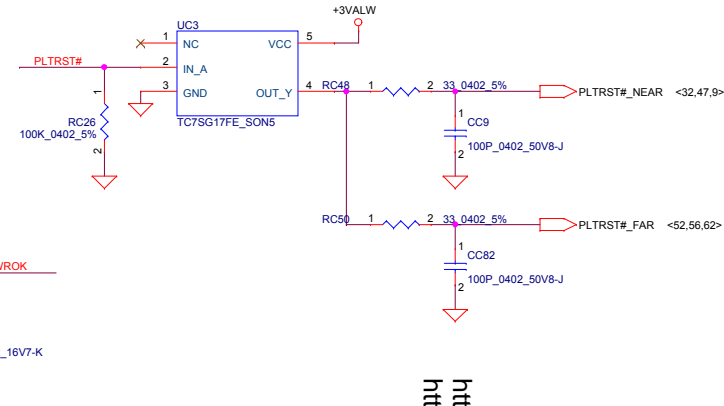 +3VALW
UC3
1 NC VCC 5
PLTRST# 2 IN_A
3 GND OUT_Y 4
TC7SG17FE_SON5
1
RC26
100K_0402_5%
2
RC48 1 2 33_0402_5%
PLTRST#_NEAR <32,47,9>
1
CC9
100P_0402_50V8-J
2
RC50 1 2 33_0402_5%
PLTRST#_FAR <52,56,62>
1
CC82
100P_0402_50V8-J
2
/ROK
_16V7-K
htt
htt